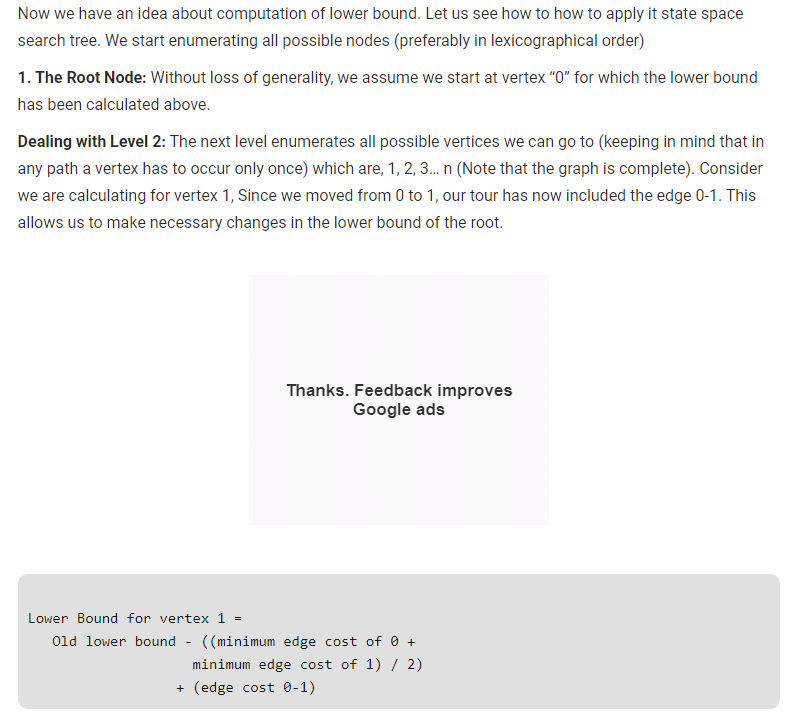 Now we have an idea about computation of lower bound. Let us see how to how to apply it state space
search tree. We start enumerating all possible nodes (preferably in lexicographical order)
1. The Root Node: Without loss of generality, we assume we start at vertex “0” for which the lower bound
has been calculated above.
Dealing with Level 2: The next level enumerates all possible vertices we can go to (keeping in mind that in
any path a vertex has to occur only once) which are, 1, 2, 3… n (Note that the graph is complete). Consider
we are calculating for vertex 1, Since we moved from 0 to 1, our tour has now included the edge 0-1. This
allows us to make necessary changes in the lower bound of the root.
Thanks. Feedback improves
Google ads
Lower Bound for vertex 1 =
Old lower bound - ((minimum edge cost of 0 +
minimum edge cost of 1) / 2)
+ (edge cost 0-1)